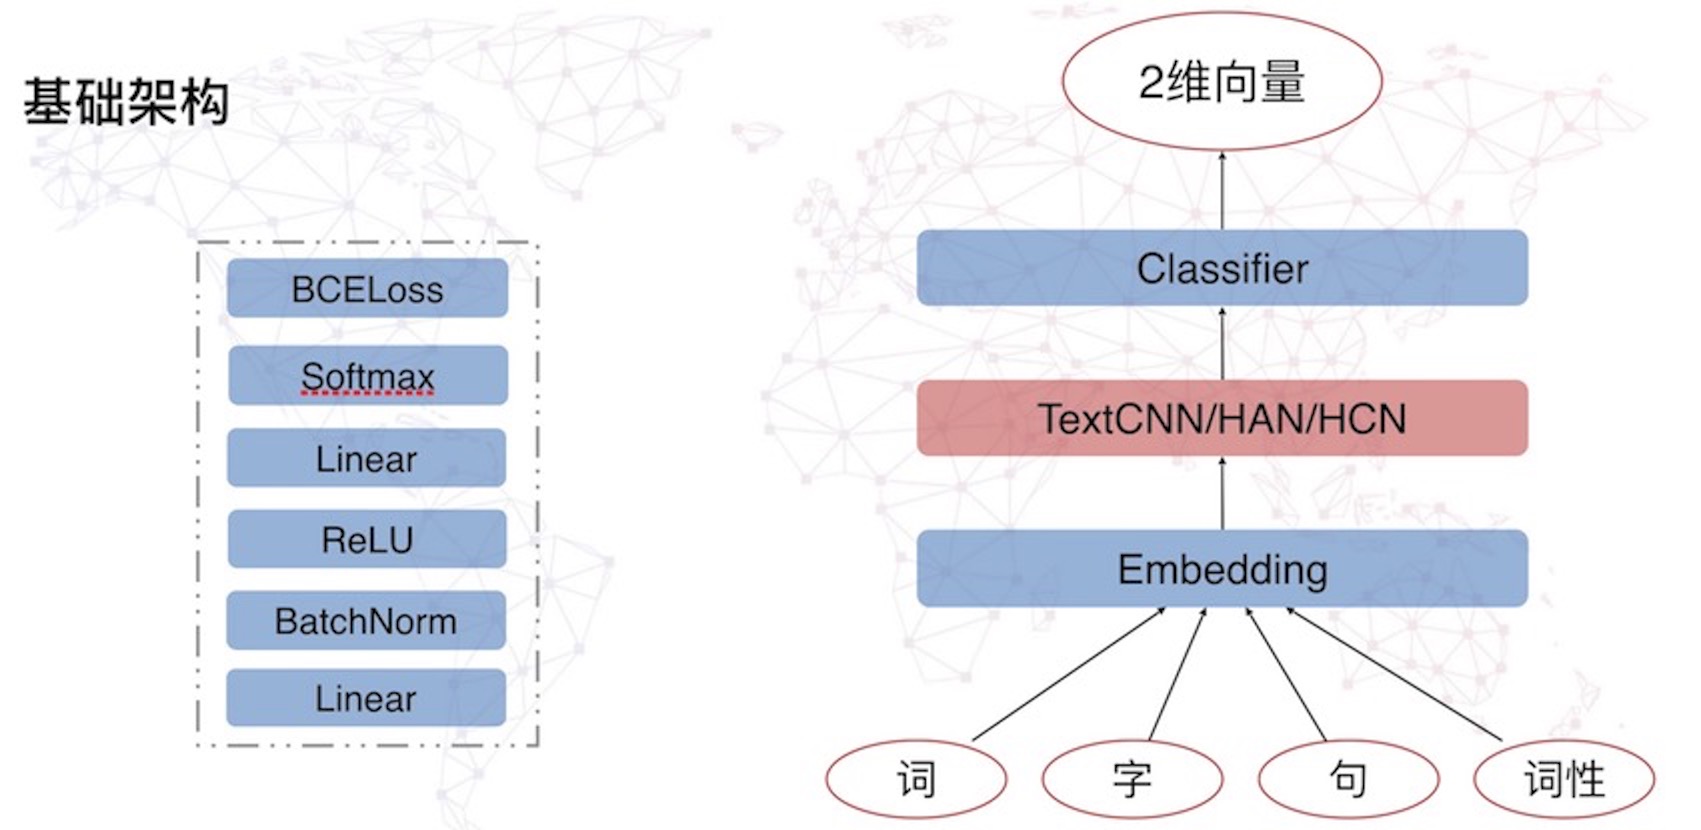 基础架构
BCELoss
Softmax
Linear
ReLU
BatchNorm
Linear
2维向量
Classifier
TextCNN/HAN/HCN
Embedding
词 字 句 词性